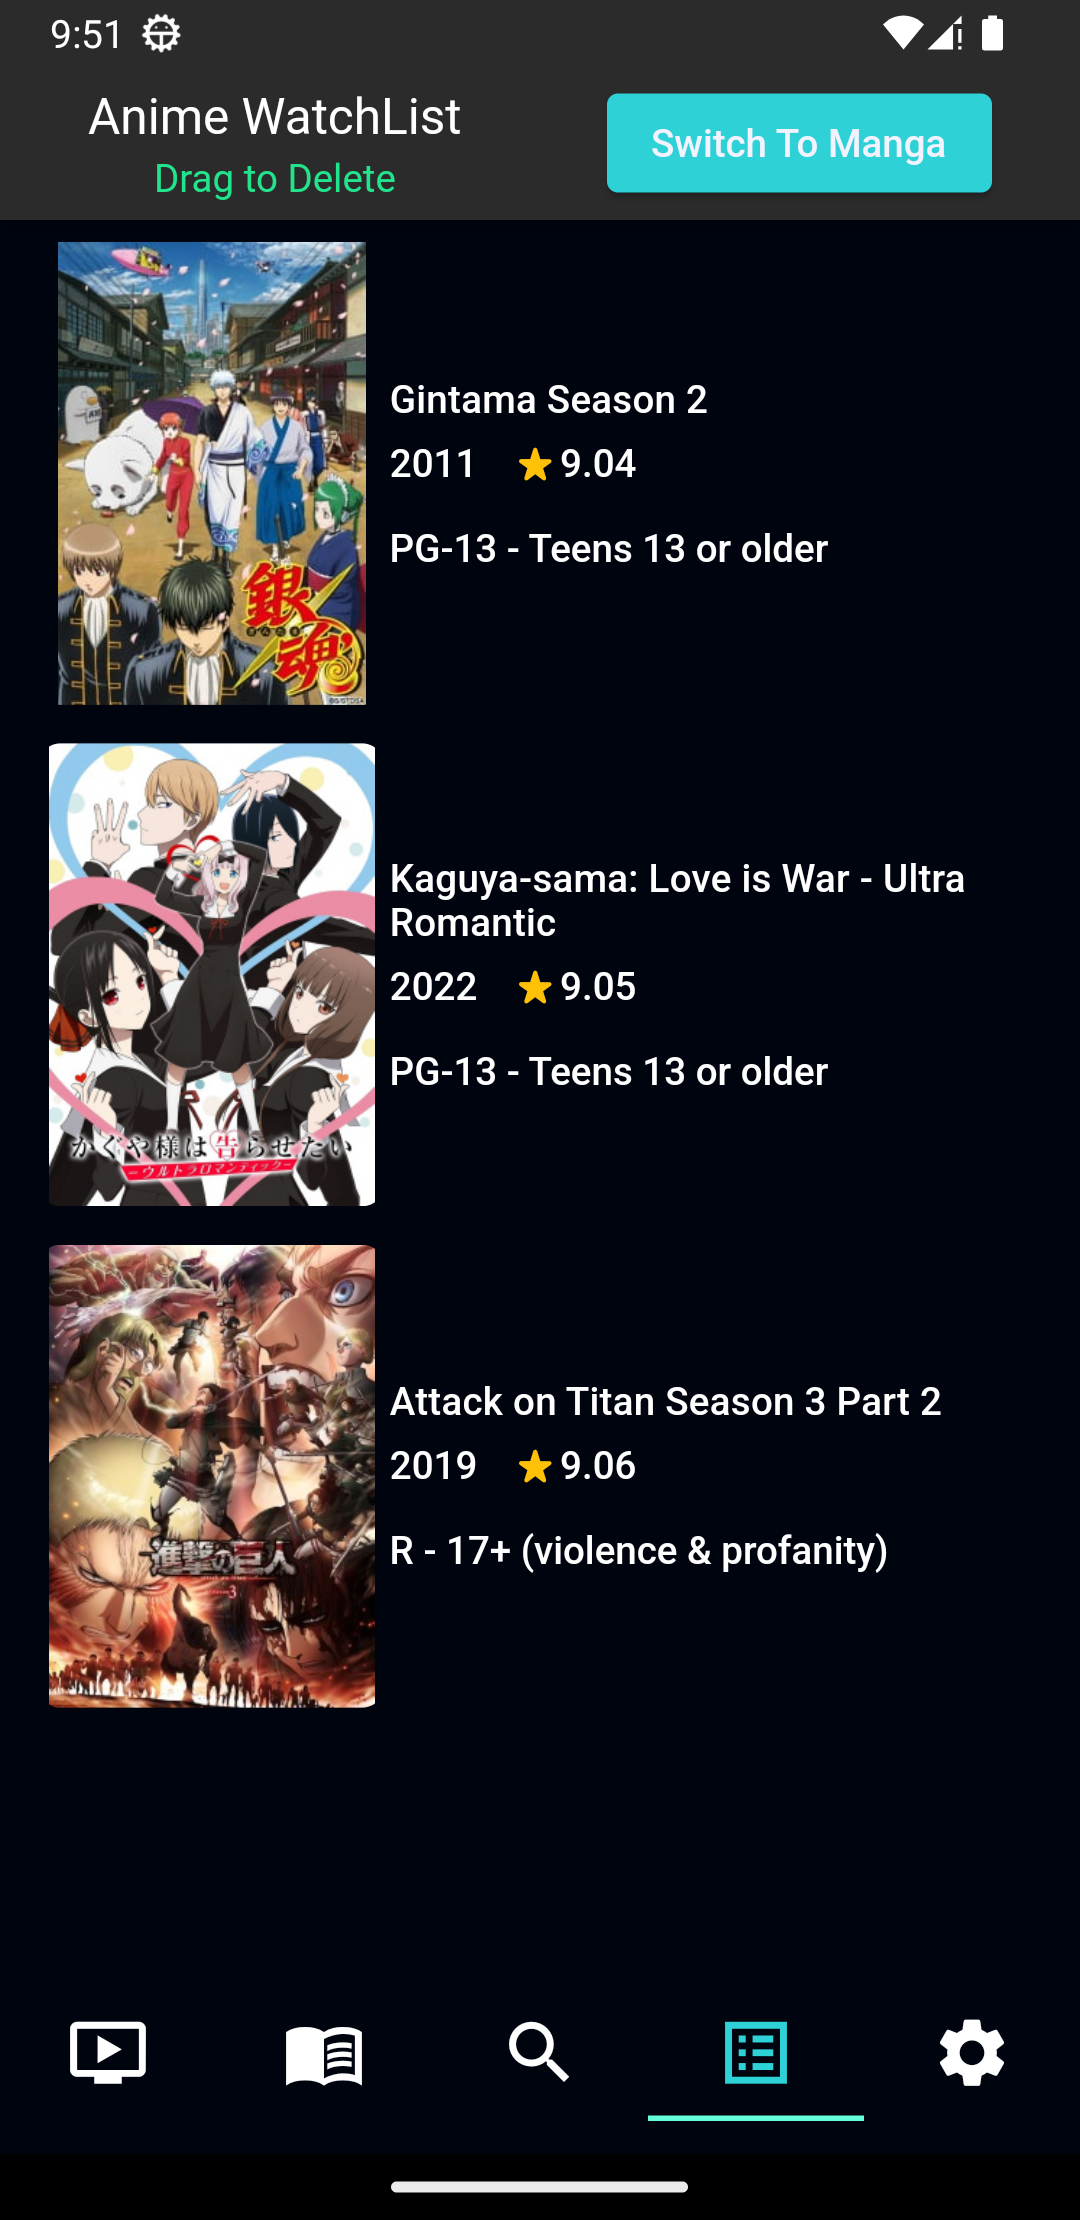 9:51
Anime WatchList
Drag to Delete
Switch To Manga
銀魂
Gintama Season 2
2011 9.04
PG-13 - Teens 13 or older
かぐや様は告らせたい
ーウルトラロマンティックー
Kaguya-sama: Love is War - Ultra
Romantic
2022 9.05
PG-13 - Teens 13 or older
進撃の巨人
Attack on Titan Season 3 Part 2
2019 9.06
R - 17+ (violence & profanity)